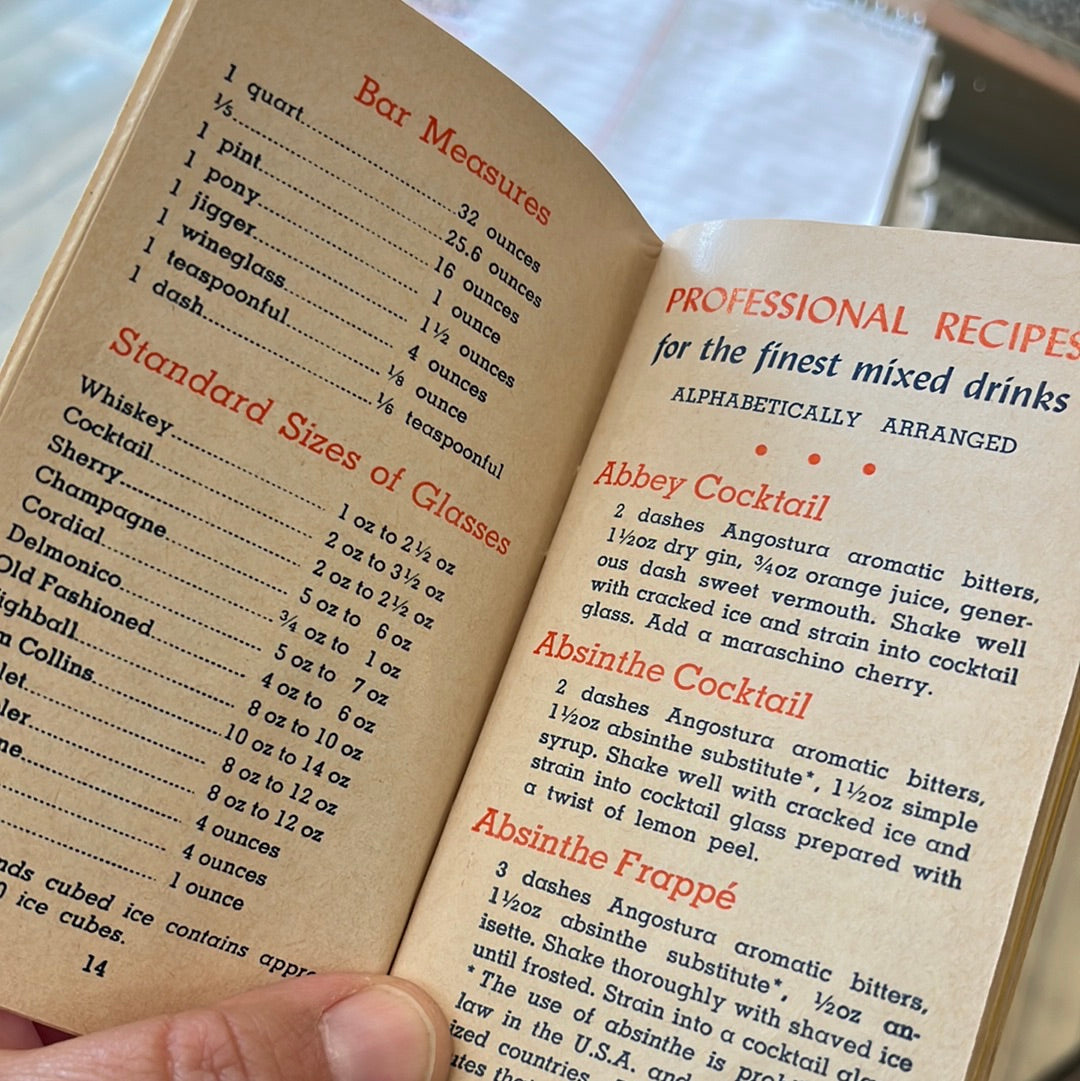 Bar Measures
1 quart........32 ounces
⅕........25.6 ounces
1 pint........16 ounces
1 pony........1 ounce
1 jigger........1½ ounces
1 wineglass........4 ounces
1 teaspoonful........⅛ ounce
1 dash........⅙ teaspoonful
Standard Sizes of Glasses
Whiskey........1 oz to 2½ oz
Cocktail........2 oz to 3½ oz
Sherry........2 oz to 2½ oz
Champagne........5 oz to 6 oz
Cordial........¾ oz to 1 oz
Delmonico........5 oz to 7 oz
Old Fashioned........4 oz to 6 oz
ighball........8 oz to 10 oz
m Collins........10 oz to 14 oz
let........8 oz to 12 oz
ler........8 oz to 12 oz
ne........4 ounces
........4 ounces
........1 ounce
nds cubed ice contains appro
0 ice cubes.
14
PROFESSIONAL RECIPES
for the finest mixed drinks
ALPHABETICALLY ARRANGED
Abbey Cocktail
2 dashes Angostura aromatic bitters,
1½oz dry gin, ¾oz orange juice, gener-
ous dash sweet vermouth. Shake well
with cracked ice and strain into cocktail
glass. Add a maraschino cherry.
Absinthe Cocktail
2 dashes Angostura aromatic bitters,
1½oz absinthe substitute*, 1½oz simple
syrup. Shake well with cracked ice and
strain into cocktail glass prepared with
a twist of lemon peel.
Absinthe Frappé
3 dashes Angostura aromatic bitters,
1½oz absinthe substitute*, ½oz an-
isette. Shake thoroughly with shaved ice
until frosted. Strain into a cocktail
* The use of absinthe is
law in the U.S.A. and
ized countries.